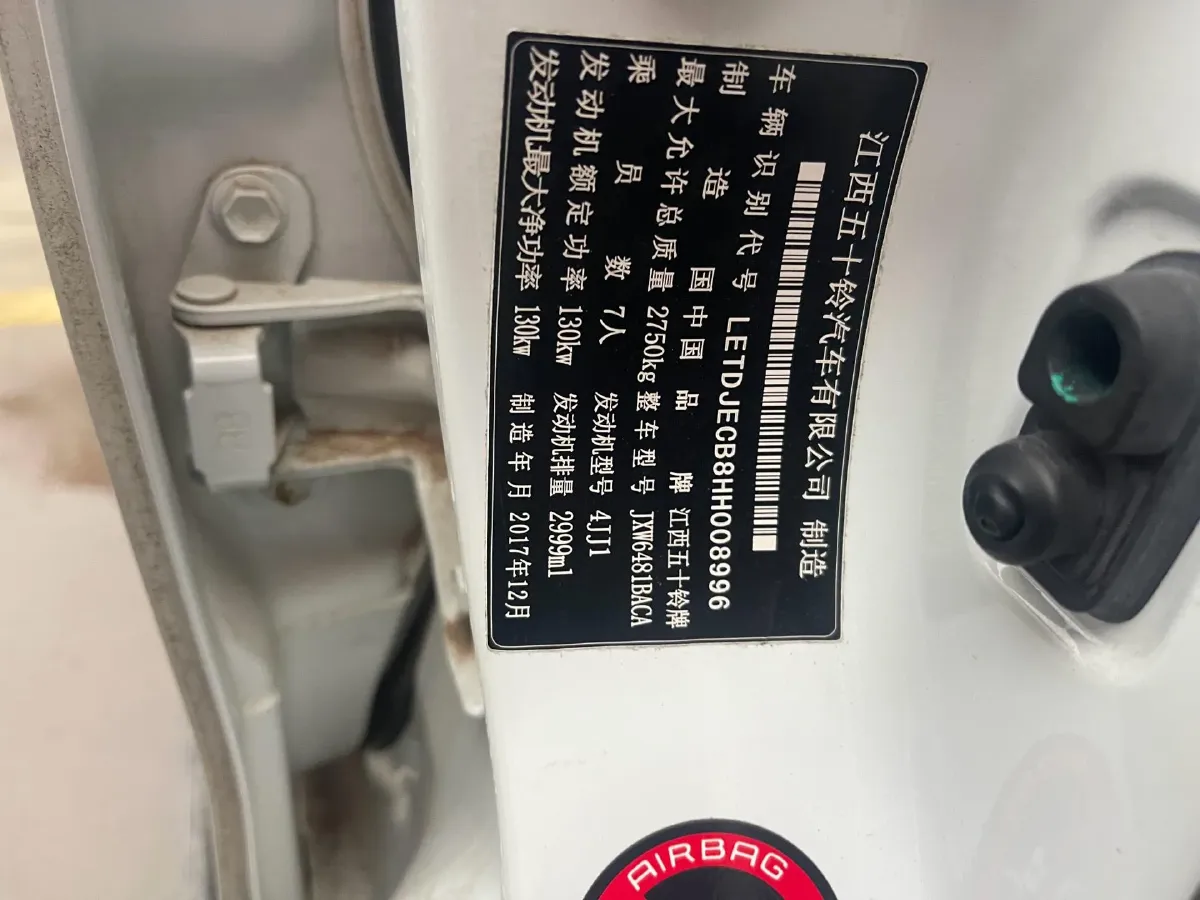 江西五十铃汽车有限公司 制造
车辆识别代号 LETDJECB8HH008996
制造国 中国 品牌 江西五十铃牌
最大允许总质量 2750kg 整车型号 JXW6481BACA
乘员数 7人 发动机型号 4JJ1
发动机额定功率 130kw 发动机排量 2999ml
发动机最大净功率 130kw 制造年月 2017年12月
AIRBAG